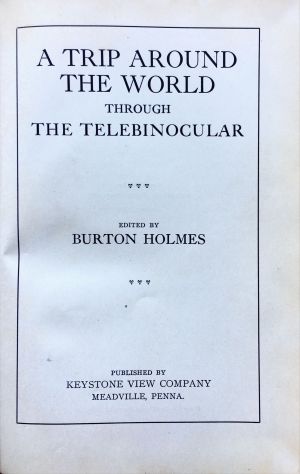 A TRIP AROUND
THE WORLD
THROUGH
THE TELEBINOCULAR
EDITED BY
BURTON HOLMES
PUBLISHED BY
KEYSTONE VIEW COMPANY
MEADVILLE, PENNA.